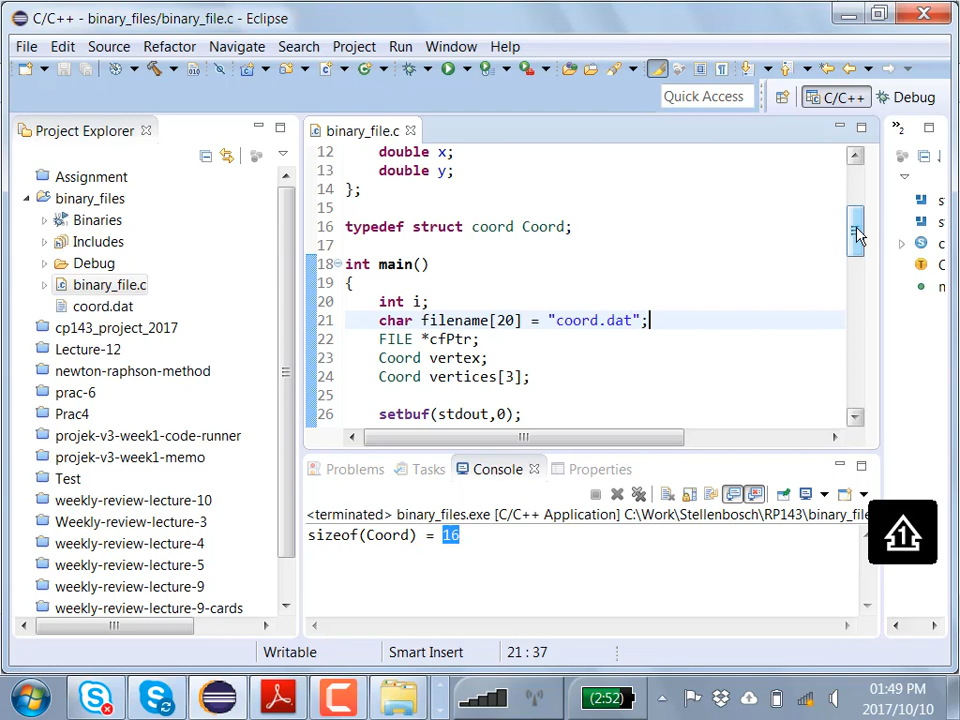 C/C++ - binary_files/binary_file.c - Eclipse
File Edit Source Refactor Navigate Search Project Run Window Help
Quick Access
C/C++
Debug
Project Explorer
Assignment
binary_files
Binaries
Includes
Debug
binary_file.c
coord.dat
cp143_project_2017
Lecture-12
newton-raphson-method
prac-6
Prac4
projek-v3-week1-code-runner
projek-v3-week1-memo
Test
weekly-review-lecture-10
Weekly-review-lecture-3
weekly-review-lecture-4
weekly-review-lecture-5
weekly-review-lecture-9
weekly-review-lecture-9-cards
binary_file.c
12 double x;
13 double y;
14 };
15
16 typedef struct coord Coord;
17
18 int main()
19 {
20 int i;
21 char filename[20] = "coord.dat";
22 FILE *cfPtr;
23 Coord vertex;
24 Coord vertices[3];
25
26 setbuf(stdout,0);
»2
s
s
c
C
n
Problems Tasks Console Properties
<terminated> binary_files.exe [C/C++ Application] C:\Work\Stellenbosch\RP143\binary_file
sizeof(Coord) = 16
1
Writable Smart Insert 21 : 37
(2:52)
01:49 PM
2017/10/10